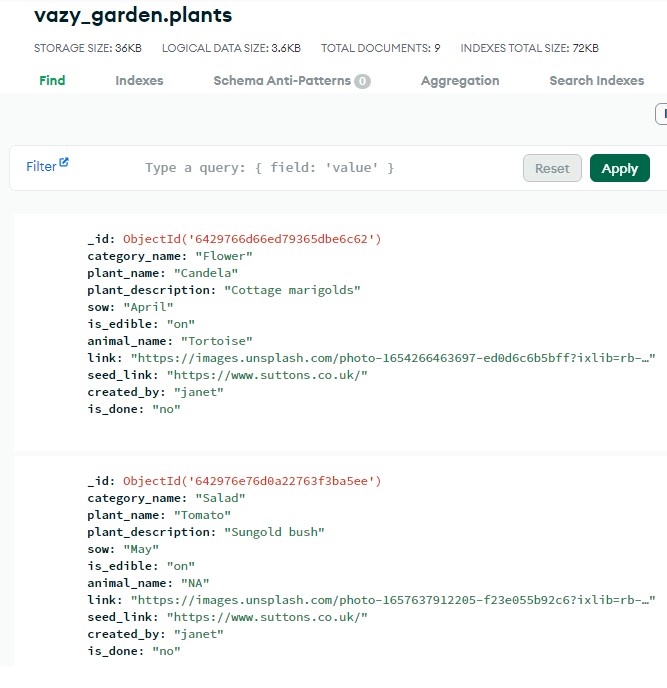 vazy_garden.plants
STORAGE SIZE: 36KB LOGICAL DATA SIZE: 3.6KB TOTAL DOCUMENTS: 9 INDEXES TOTAL SIZE: 72KB
Find Indexes Schema Anti-Patterns 0 Aggregation Search Indexes
Filter Type a query: { field: 'value' } Reset Apply
_id: ObjectId('6429766d66ed79365dbe6c62')
category_name: "Flower"
plant_name: "Candela"
plant_description: "Cottage marigolds"
sow: "April"
is_edible: "on"
animal_name: "Tortoise"
link: "https://images.unsplash.com/photo-1654266463697-ed0d6c6b5bff?ixlib=rb-…"
seed_link: "https://www.suttons.co.uk/"
created_by: "janet"
is_done: "no"
_id: ObjectId('642976e76d0a22763f3ba5ee')
category_name: "Salad"
plant_name: "Tomato"
plant_description: "Sungold bush"
sow: "May"
is_edible: "on"
animal_name: "NA"
link: "https://images.unsplash.com/photo-1657637912205-f23e055b92c6?ixlib=rb-…"
seed_link: "https://www.suttons.co.uk/"
created_by: "janet"
is_done: "no"